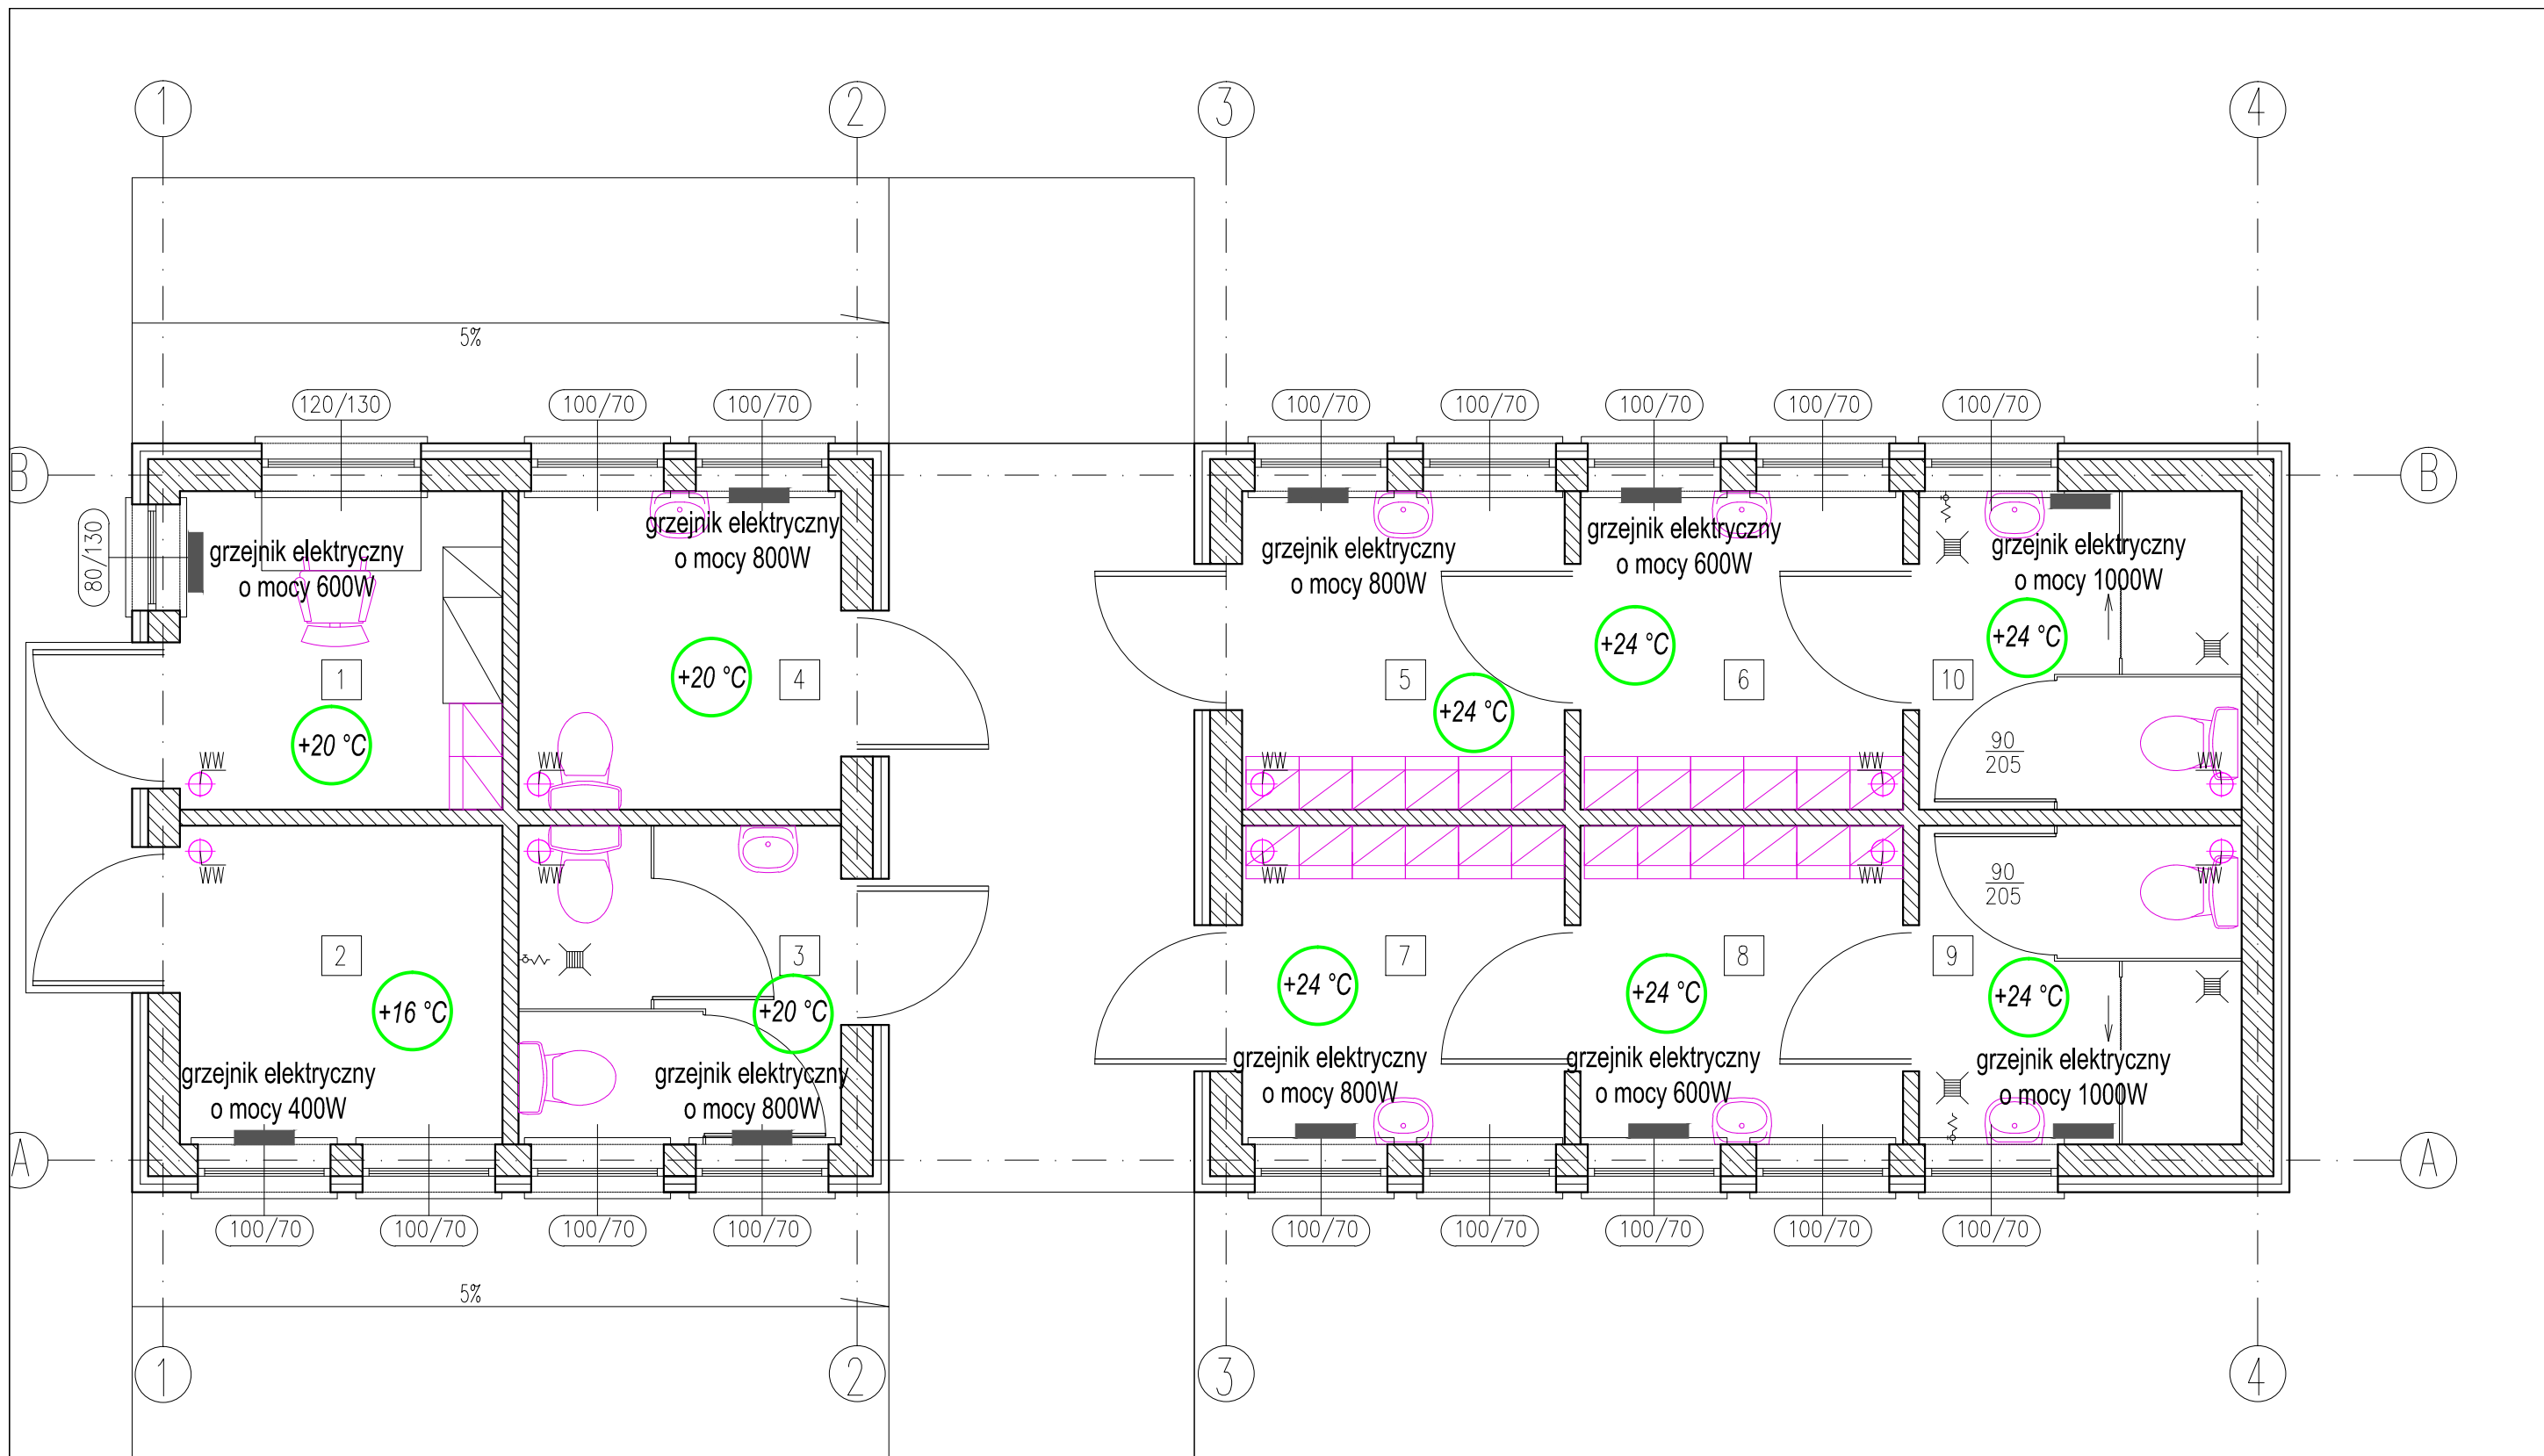 1
2
3
4
5%
120/130
100/70
100/70
100/70
100/70
100/70
100/70
100/70
B
B
80/130
grzejnik elektryczny
o mocy 600W
grzejnik elektryczny
o mocy 800W
grzejnik elektryczny
o mocy 800W
grzejnik elektryczny
o mocy 600W
grzejnik elektryczny
o mocy 1000W
1
+20 °C
+20 °C
4
5
+24 °C
+24 °C
6
10
+24 °C
90
205
WW
WW
WW
WW
WW
WW
WW
WW
WW
WW
90
205
2
+16 °C
3
+20 °C
+24 °C
7
+24 °C
8
9
+24 °C
grzejnik elektryczny
o mocy 400W
grzejnik elektryczny
o mocy 800W
grzejnik elektryczny
o mocy 800W
grzejnik elektryczny
o mocy 600W
grzejnik elektryczny
o mocy 1000W
A
A
100/70
100/70
100/70
100/70
100/70
100/70
100/70
100/70
100/70
5%
1
2
3
4